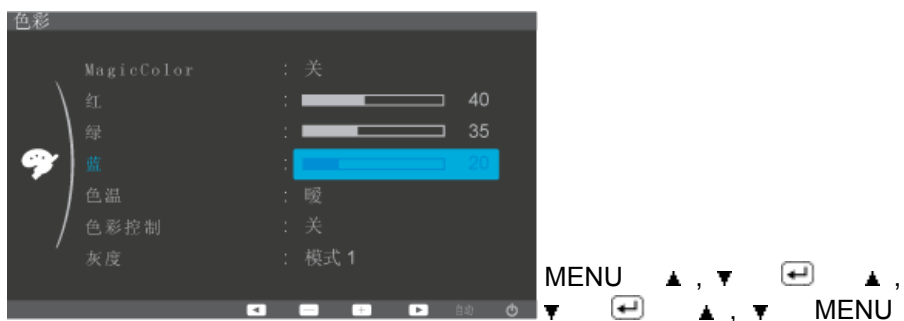 色彩
MagicColor : 关
红 : 40
绿 : 35
蓝 : 20
色温 : 暖
色彩控制 : 关
灰度 : 模式 1
自动
MENU ▲ , ▼ ▲ ,
▼ ▲ , ▼ MENU